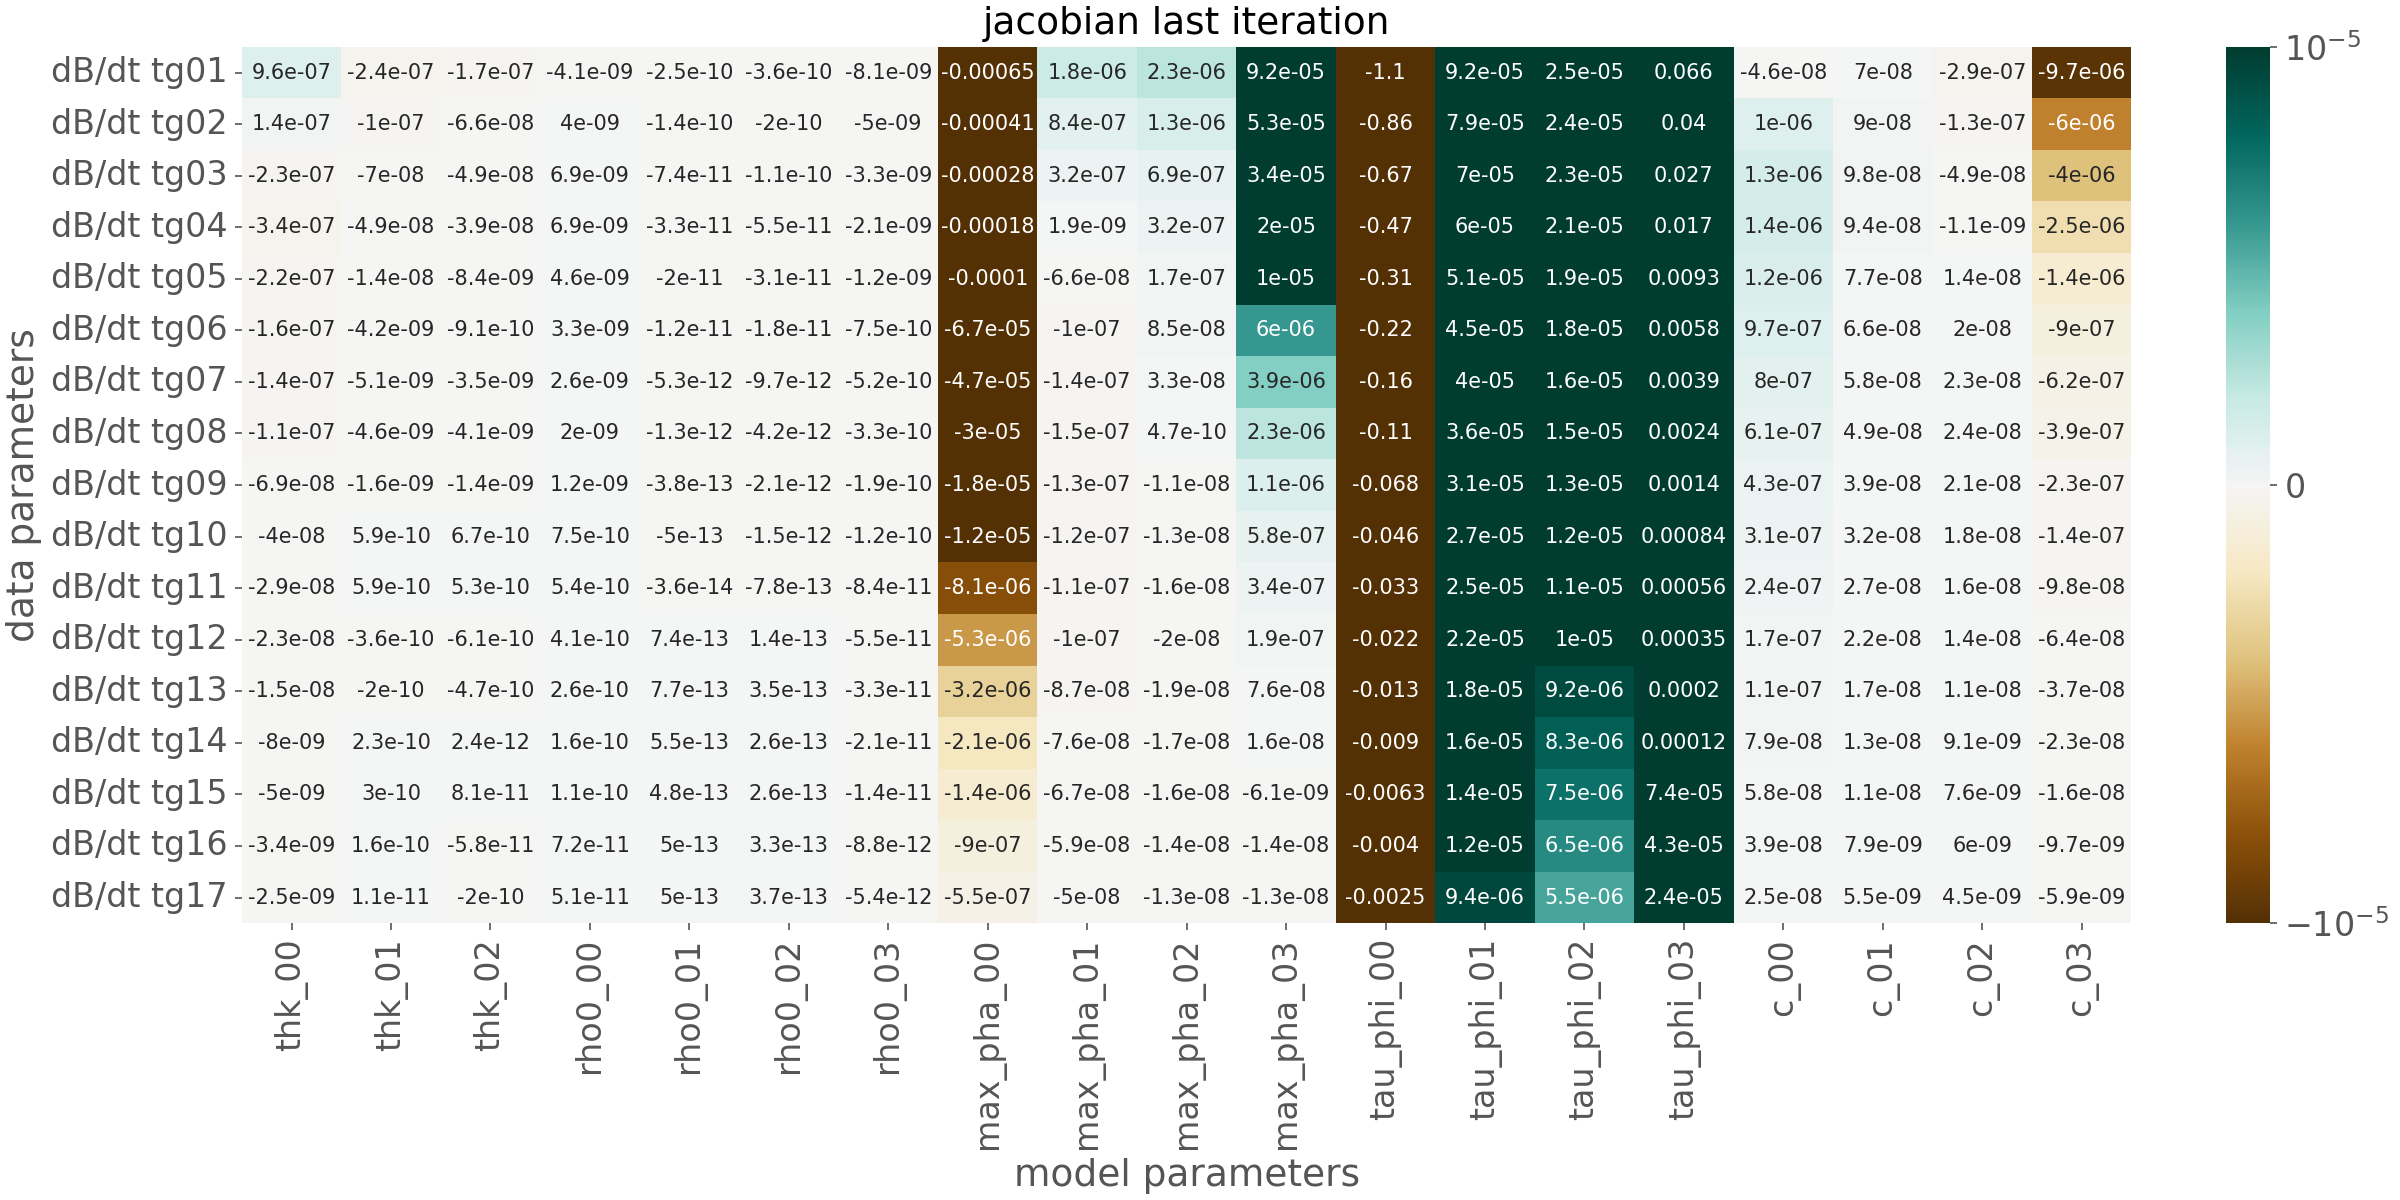 jacobian last iteration
data parameters
dB/dt tg01 9.6e-07 -2.4e-07 -1.7e-07 -4.1e-09 -2.5e-10 -3.6e-10 -8.1e-09 -0.00065 1.8e-06 2.3e-06 9.2e-05 -1.1 9.2e-05 2.5e-05 0.066 -4.6e-08 7e-08 -2.9e-07 -9.7e-06
dB/dt tg02 1.4e-07 -1e-07 -6.6e-08 4e-09 -1.4e-10 -2e-10 -5e-09 -0.00041 8.4e-07 1.3e-06 5.3e-05 -0.86 7.9e-05 2.4e-05 0.04 1e-06 9e-08 -1.3e-07 -6e-06
dB/dt tg03 -2.3e-07 -7e-08 -4.9e-08 6.9e-09 -7.4e-11 -1.1e-10 -3.3e-09 -0.00028 3.2e-07 6.9e-07 3.4e-05 -0.67 7e-05 2.3e-05 0.027 1.3e-06 9.8e-08 -4.9e-08 -4e-06
dB/dt tg04 -3.4e-07 -4.9e-08 -3.9e-08 6.9e-09 -3.3e-11 -5.5e-11 -2.1e-09 -0.00018 1.9e-09 3.2e-07 2e-05 -0.47 6e-05 2.1e-05 0.017 1.4e-06 9.4e-08 -1.1e-09 -2.5e-06
dB/dt tg05 -2.2e-07 -1.4e-08 -8.4e-09 4.6e-09 -2e-11 -3.1e-11 -1.2e-09 -0.0001 -6.6e-08 1.7e-07 1e-05 -0.31 5.1e-05 1.9e-05 0.0093 1.2e-06 7.7e-08 1.4e-08 -1.4e-06
dB/dt tg06 -1.6e-07 -4.2e-09 -9.1e-10 3.3e-09 -1.2e-11 -1.8e-11 -7.5e-10 -6.7e-05 -1e-07 8.5e-08 6e-06 -0.22 4.5e-05 1.8e-05 0.0058 9.7e-07 6.6e-08 2e-08 -9e-07
dB/dt tg07 -1.4e-07 -5.1e-09 -3.5e-09 2.6e-09 -5.3e-12 -9.7e-12 -5.2e-10 -4.7e-05 -1.4e-07 3.3e-08 3.9e-06 -0.16 4e-05 1.6e-05 0.0039 8e-07 5.8e-08 2.3e-08 -6.2e-07
dB/dt tg08 -1.1e-07 -4.6e-09 -4.1e-09 2e-09 -1.3e-12 -4.2e-12 -3.3e-10 -3e-05 -1.5e-07 4.7e-10 2.3e-06 -0.11 3.6e-05 1.5e-05 0.0024 6.1e-07 4.9e-08 2.4e-08 -3.9e-07
dB/dt tg09 -6.9e-08 -1.6e-09 -1.4e-09 1.2e-09 -3.8e-13 -2.1e-12 -1.9e-10 -1.8e-05 -1.3e-07 -1.1e-08 1.1e-06 -0.068 3.1e-05 1.3e-05 0.0014 4.3e-07 3.9e-08 2.1e-08 -2.3e-07
dB/dt tg10 -4e-08 5.9e-10 6.7e-10 7.5e-10 -5e-13 -1.5e-12 -1.2e-10 -1.2e-05 -1.2e-07 -1.3e-08 5.8e-07 -0.046 2.7e-05 1.2e-05 0.00084 3.1e-07 3.2e-08 1.8e-08 -1.4e-07
dB/dt tg11 -2.9e-08 5.9e-10 5.3e-10 5.4e-10 -3.6e-14 -7.8e-13 -8.4e-11 -8.1e-06 -1.1e-07 -1.6e-08 3.4e-07 -0.033 2.5e-05 1.1e-05 0.00056 2.4e-07 2.7e-08 1.6e-08 -9.8e-08
dB/dt tg12 -2.3e-08 -3.6e-10 -6.1e-10 4.1e-10 7.4e-13 1.4e-13 -5.5e-11 -5.3e-06 -1e-07 -2e-08 1.9e-07 -0.022 2.2e-05 1e-05 0.00035 1.7e-07 2.2e-08 1.4e-08 -6.4e-08
dB/dt tg13 -1.5e-08 -2e-10 -4.7e-10 2.6e-10 7.7e-13 3.5e-13 -3.3e-11 -3.2e-06 -8.7e-08 -1.9e-08 7.6e-08 -0.013 1.8e-05 9.2e-06 0.0002 1.1e-07 1.7e-08 1.1e-08 -3.7e-08
dB/dt tg14 -8e-09 2.3e-10 2.4e-12 1.6e-10 5.5e-13 2.6e-13 -2.1e-11 -2.1e-06 -7.6e-08 -1.7e-08 1.6e-08 -0.009 1.6e-05 8.3e-06 0.00012 7.9e-08 1.3e-08 9.1e-09 -2.3e-08
dB/dt tg15 -5e-09 3e-10 8.1e-11 1.1e-10 4.8e-13 2.6e-13 -1.4e-11 -1.4e-06 -6.7e-08 -1.6e-08 -6.1e-09 -0.0063 1.4e-05 7.5e-06 7.4e-05 5.8e-08 1.1e-08 7.6e-09 -1.6e-08
dB/dt tg16 -3.4e-09 1.6e-10 -5.8e-11 7.2e-11 5e-13 3.3e-13 -8.8e-12 -9e-07 -5.9e-08 -1.4e-08 -1.4e-08 -0.004 1.2e-05 6.5e-06 4.3e-05 3.9e-08 7.9e-09 6e-09 -9.7e-09
dB/dt tg17 -2.5e-09 1.1e-11 -2e-10 5.1e-11 5e-13 3.7e-13 -5.4e-12 -5.5e-07 -5e-08 -1.3e-08 -1.3e-08 -0.0025 9.4e-06 5.5e-06 2.4e-05 2.5e-08 5.5e-09 4.5e-09 -5.9e-09
thk_00 thk_01 thk_02 rho0_00 rho0_01 rho0_02 rho0_03 max_pha_00 max_pha_01 max_pha_02 max_pha_03 tau_phi_00 tau_phi_01 tau_phi_02 tau_phi_03 c_00 c_01 c_02 c_03
model parameters
10⁻⁵
0
−10⁻⁵